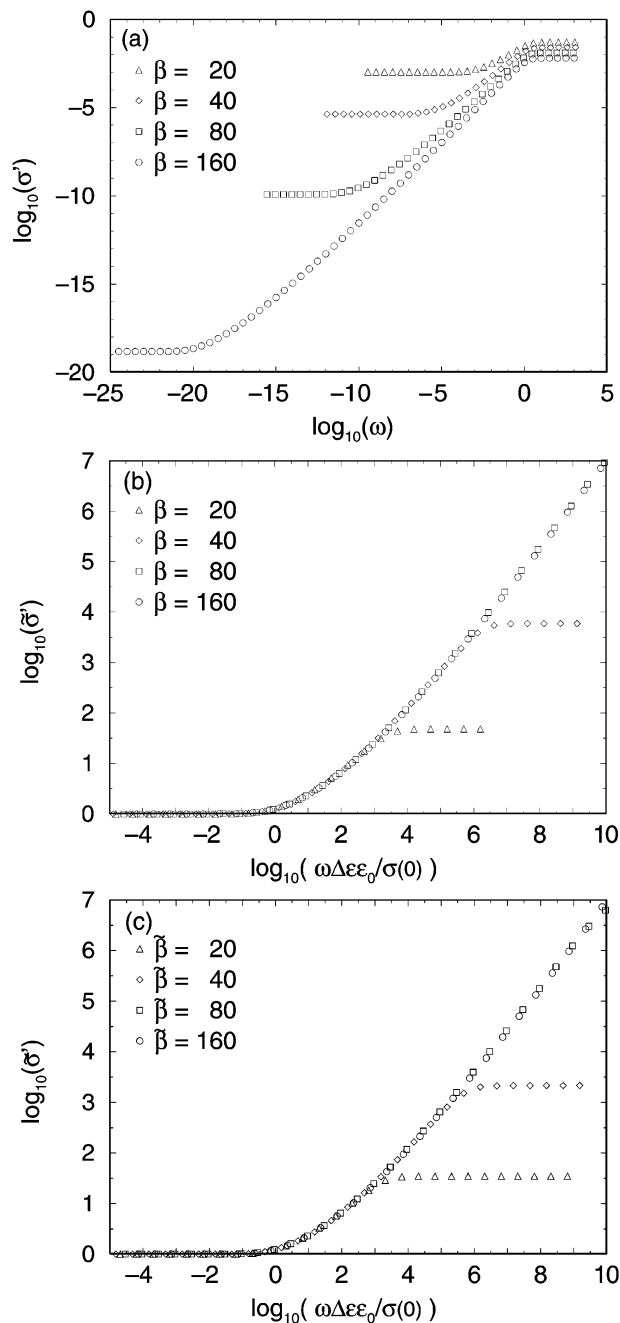 (a)
△ β = 20
◇ β = 40
□ β = 80
○ β = 160
log₁₀(σ')
0
−5
−10
−15
−20
−25 −20 −15 −10 −5 0 5
log₁₀(ω)
(b)
△ β = 20
◇ β = 40
□ β = 80
○ β = 160
log₁₀(σ̃')
7
6
5
4
3
2
1
0
−4 −2 0 2 4 6 8 10
log₁₀( ωΔεε₀/σ(0) )
(c)
△ β̃ = 20
◇ β̃ = 40
□ β̃ = 80
○ β̃ = 160
log₁₀(σ̃')
7
6
5
4
3
2
1
0
−4 −2 0 2 4 6 8 10
log₁₀( ωΔεε₀/σ(0) )